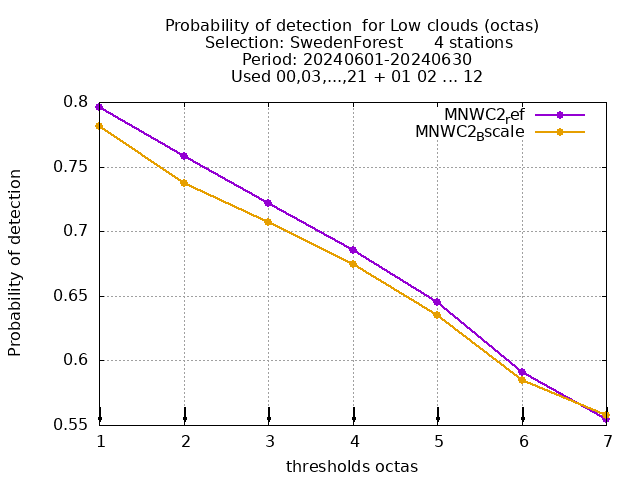 Probability of detection  for Low clouds (octas)
Selection: SwedenForest      4 stations
Period: 20240601-20240630
Used 00,03,...,21 + 01 02 ... 12
MNWC2_ref
MNWC2_Bscale
Probability of detection
0.8
0.75
0.7
0.65
0.6
0.55
1 2 3 4 5 6 7
thresholds octas